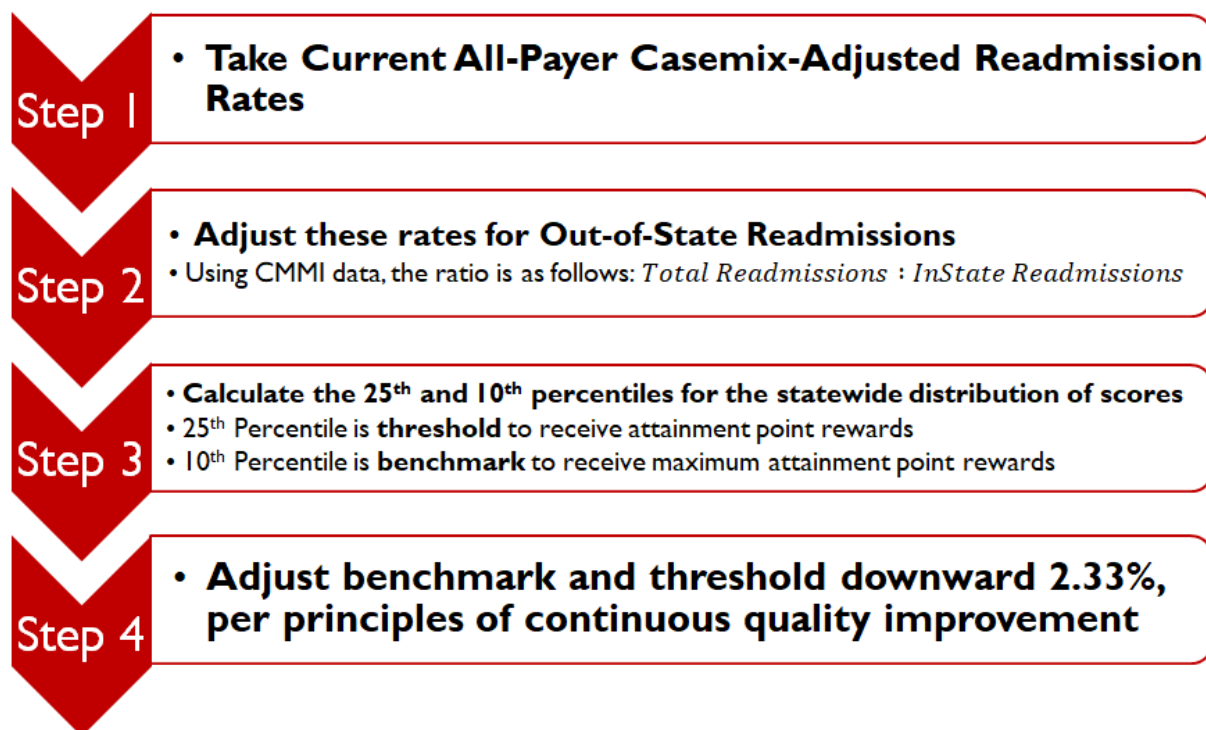 Step 1
• Take Current All-Payer Casemix-Adjusted Readmission
Rates
Step 2
• Adjust these rates for Out-of-State Readmissions
• Using CMMI data, the ratio is as follows: Total Readmissions : InState Readmissions
Step 3
• Calculate the 25th and 10th percentiles for the statewide distribution of scores
• 25th Percentile is threshold to receive attainment point rewards
• 10th Percentile is benchmark to receive maximum attainment point rewards
Step 4
• Adjust benchmark and threshold downward 2.33%,
per principles of continuous quality improvement